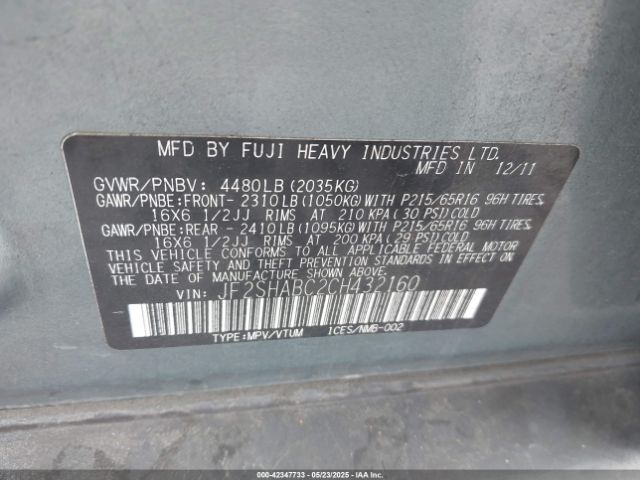 MFD BY FUJI HEAVY INDUSTRIES LTD.
MFD IN 12/11
GVWR/PNBV: 4480LB(2035KG)
GAWR/PNBE:FRONT- 2310LB(1050KG)WITH P215/65R16 96H TIRES,
16X6 1/2JJ RIMS AT 210 KPA(30 PSI)COLD
GAWR/PNBE:REAR - 2410LB(1095KG)WITH P215/65R16 96H TIRES,
16X6 1/2JJ RIMS AT 200 KPA(29 PSI)COLD
THIS VEHICLE CONFORMS TO ALL APPLICABLE FEDERAL MOTOR
VEHICLE SAFETY AND THEFT PREVENTION STANDARDS IN EFFECT ON
THE DATE OF MANUFACTURE SHOWN ABOVE.
VIN: JF2SHABC2CH432160
TYPE:MPV/VTUM ICES/NMB-002
000-42347733 - 05/23/2025 - IAAI.COM